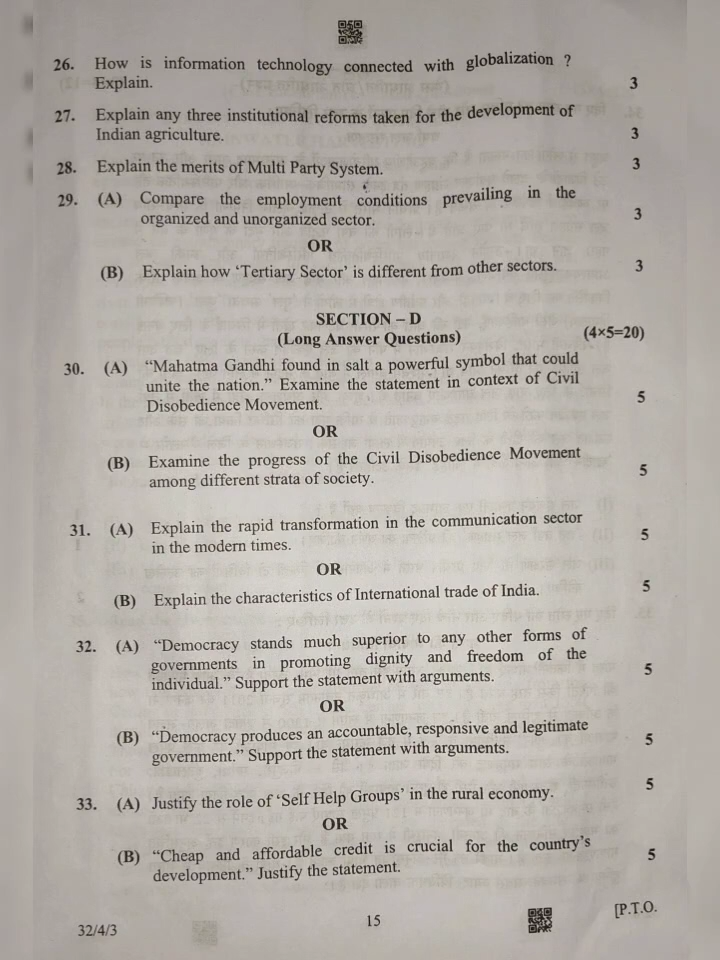 26. How is information technology connected with globalization ?
Explain. 3
27. Explain any three institutional reforms taken for the development of
Indian agriculture. 3
28. Explain the merits of Multi Party System. 3
29. (A) Compare the employment conditions prevailing in the
organized and unorganized sector. 3
OR
(B) Explain how ‘Tertiary Sector’ is different from other sectors. 3
SECTION – D
(Long Answer Questions) (4×5=20)
30. (A) “Mahatma Gandhi found in salt a powerful symbol that could
unite the nation.” Examine the statement in context of Civil
Disobedience Movement. 5
OR
(B) Examine the progress of the Civil Disobedience Movement
among different strata of society. 5
31. (A) Explain the rapid transformation in the communication sector
in the modern times. 5
OR
(B) Explain the characteristics of International trade of India. 5
32. (A) “Democracy stands much superior to any other forms of
governments in promoting dignity and freedom of the
individual.” Support the statement with arguments. 5
OR
(B) “Democracy produces an accountable, responsive and legitimate
government.” Support the statement with arguments. 5
33. (A) Justify the role of ‘Self Help Groups’ in the rural economy. 5
OR
(B) “Cheap and affordable credit is crucial for the country’s
development.” Justify the statement. 5
32/4/3 15 [P.T.O.